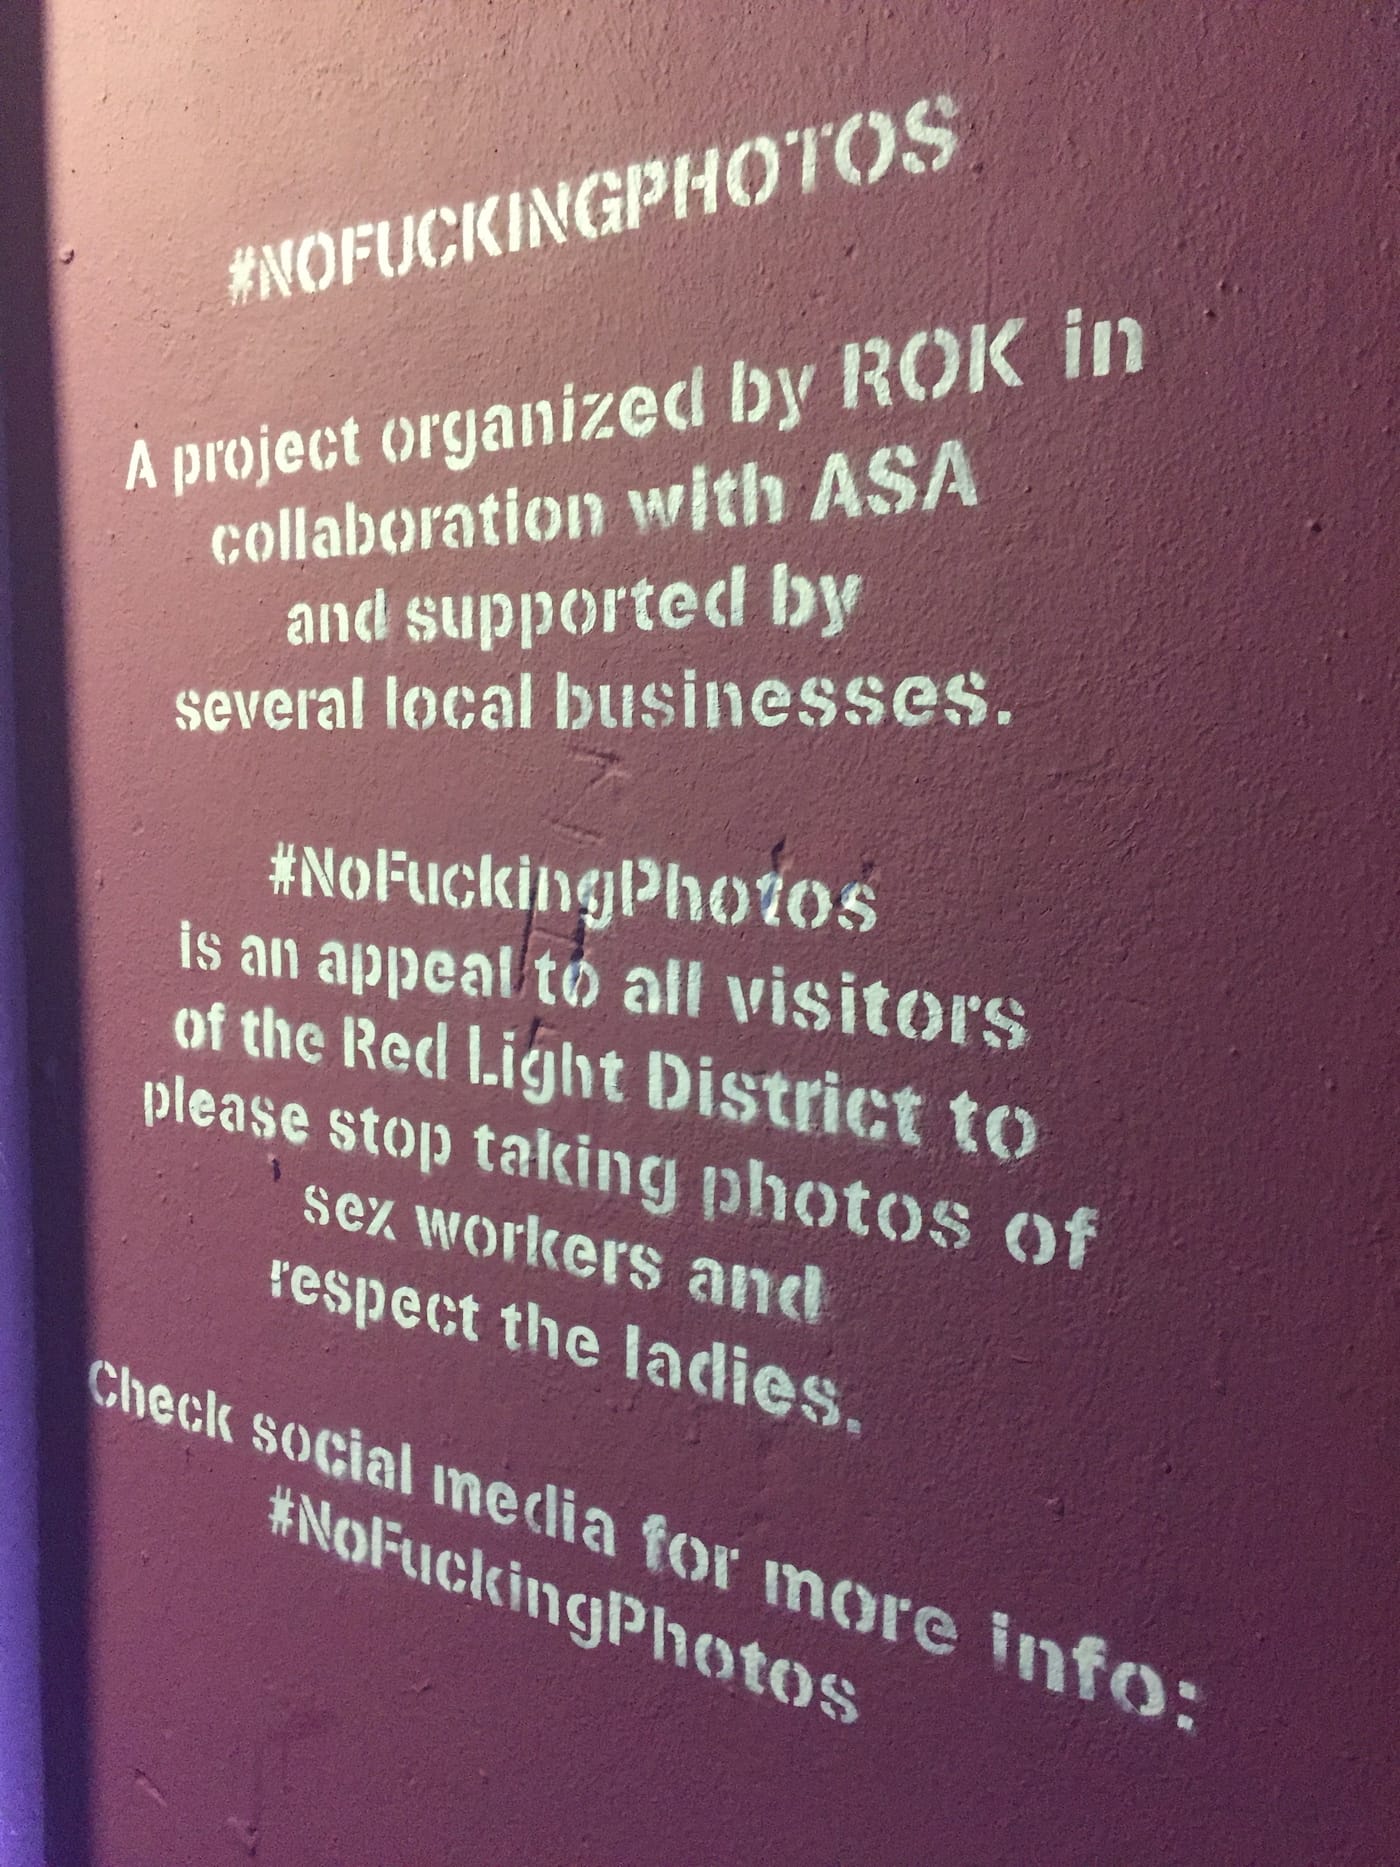 #NOFUCKINGPHOTOS
A project organized by ROK in
collaboration with ASA
and supported by
several local businesses.
#NoFuckingPhotos
is an appeal to all visitors
of the Red Light District to
please stop taking photos of
sex workers and
respect the ladies.
Check social media for more info:
#NoFuckingPhotos